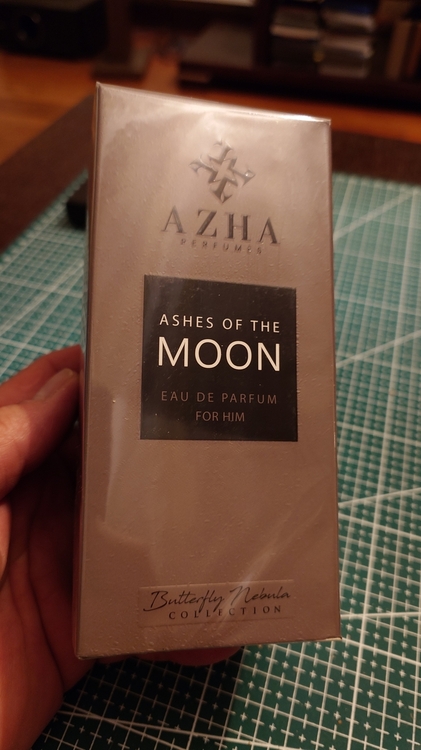 AZHA
PERFUMES
ASHES OF THE
MOON
EAU DE PARFUM
FOR HIM
Butterfly Nebula
COLLECTION